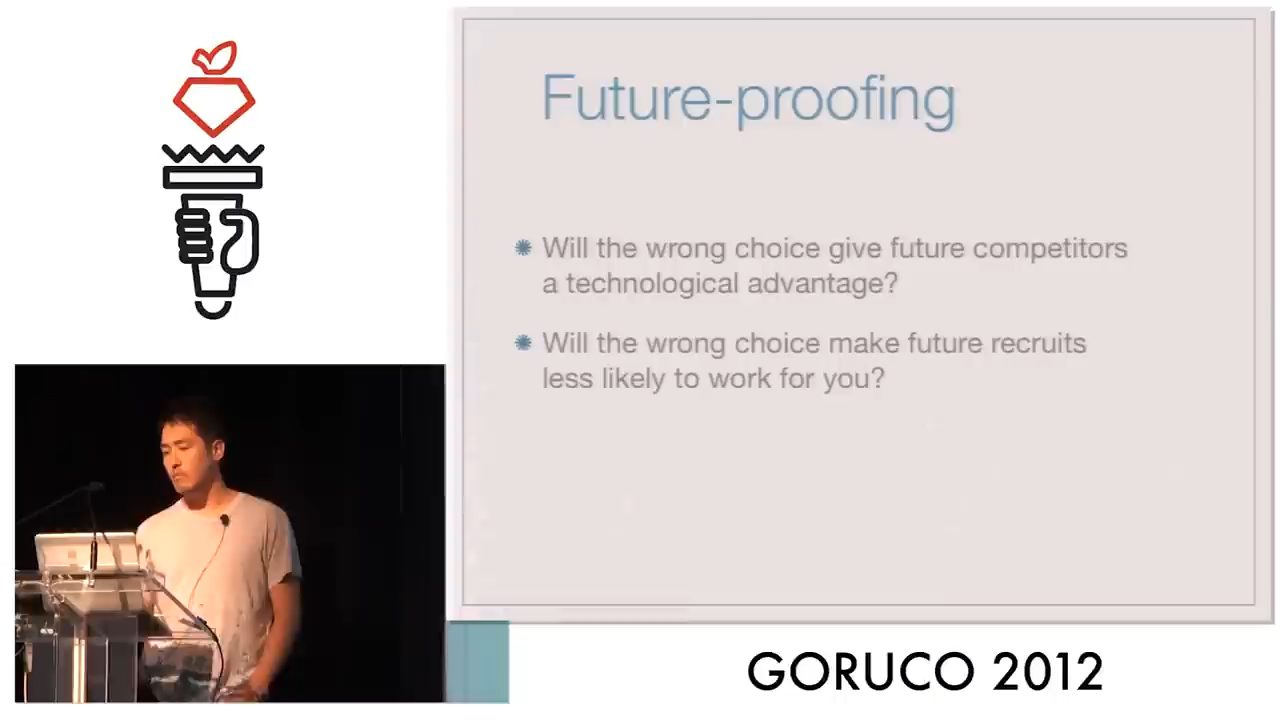 Future-proofing
Will the wrong choice give future competitors
a technological advantage?
Will the wrong choice make future recruits
less likely to work for you?
GORUCO 2012